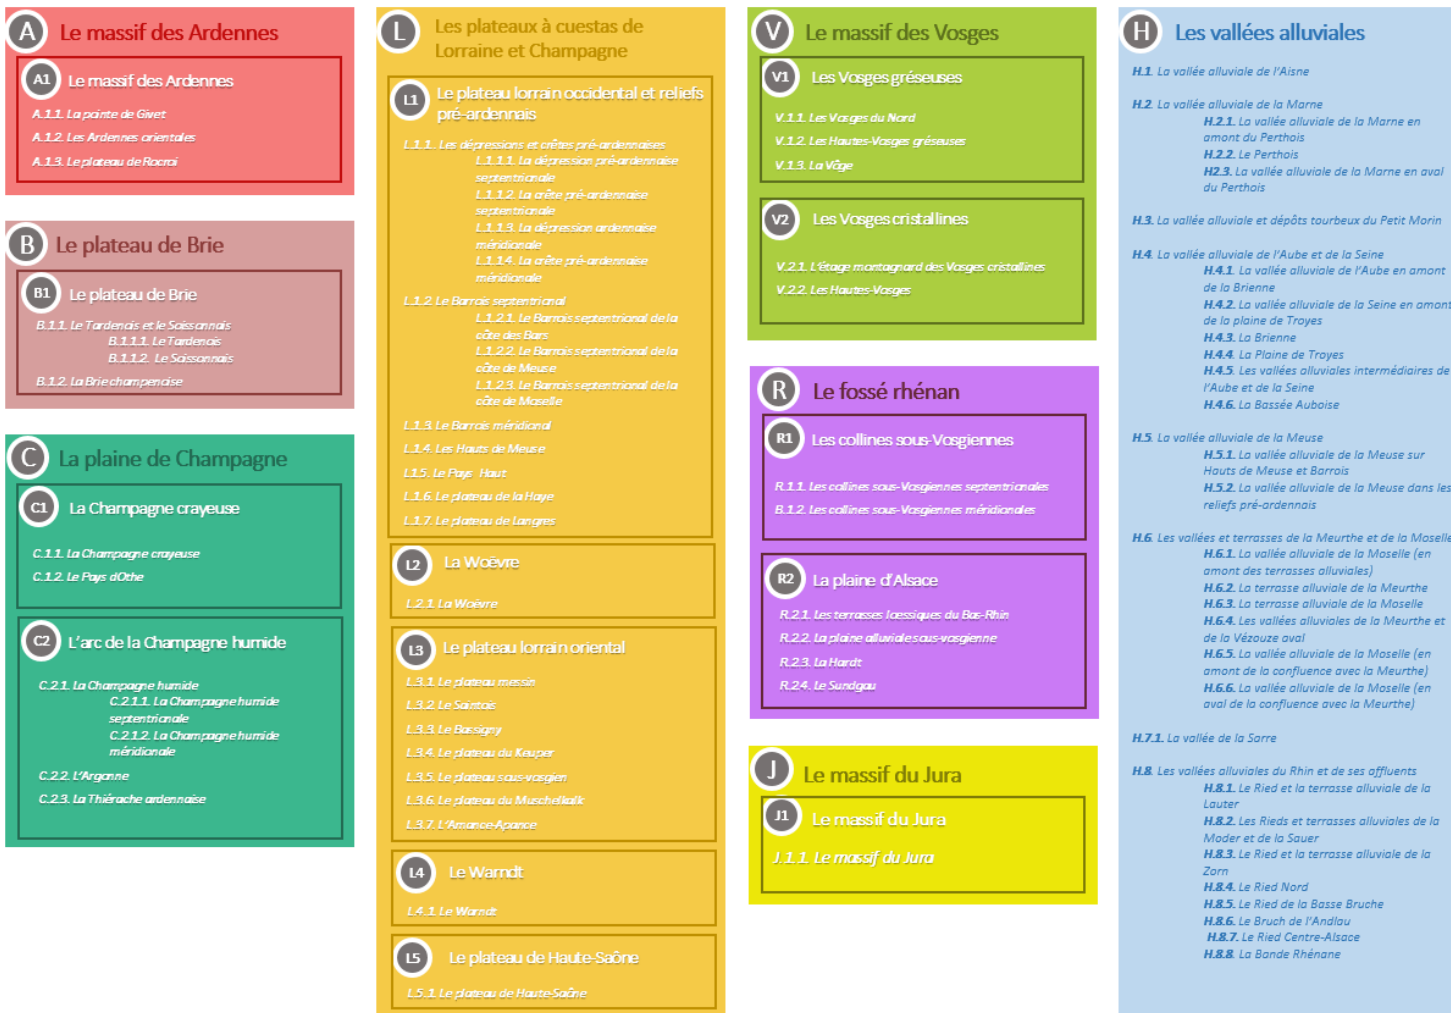 A Le massif des Ardennes
A1 Le massif des Ardennes
A.1.1. La pointe de Givet
A.1.2. Les Ardennes orientales
A.1.3. Le plateau de Rocroi
B Le plateau de Brie
B1 Le plateau de Brie
B.1.1. Le Tardenois et le Soissonnais
B.1.1.1. Le Tardenois
B.1.1.2. Le Soissonnais
B.1.2. La Brie champenoise
C La plaine de Champagne
C1 La Champagne crayeuse
C.1.1. La Champagne crayeuse
C.1.2. Le Pays d'Othe
C2 L'arc de la Champagne humide
C.2.1. La Champagne humide
C.2.1.1. La Champagne humide
septentrionale
C.2.1.2. La Champagne humide
méridionale
C.2.2. L'Argonne
C.2.3. La Thiérache ardennaise
L Les plateaux à cuestas de
Lorraine et Champagne
L1 Le plateau lorrain occidental et reliefs
pré-ardennais
L.1.1. Les dépressions et crêtes pré-ardennaises
L.1.1.1. La dépression pré-ardennaise
septentrionale
L.1.1.2. La crête pré-ardennaise
septentrionale
L.1.1.3. La dépression ardennaise
méridionale
L.1.1.4. La crête pré-ardennaise
méridionale
L.1.2. Le Barrois septentrional
L.1.2.1. Le Barrois septentrional de la
côte des Bars
L.1.2.2. Le Barrois septentrional de la
côte de Meuse
L.1.2.3. Le Barrois septentrional de la
côte de Moselle
L.1.3. Le Barrois méridional
L.1.4. Les Hauts de Meuse
L.1.5. Le Pays Haut
L.1.6. Le plateau de la Haye
L.1.7. Le plateau de Langres
L2 La Woëvre
L.2.1. La Woëvre
L3 Le plateau lorrain oriental
L.3.1. Le plateau messin
L.3.2. Le Saintois
L.3.3. Le Bassigny
L.3.4. Le plateau du Keuper
L.3.5. Le plateau sous-vosgien
L.3.6. Le plateau du Muschelkalk
L.3.7. L'Amance-Apance
L4 Le Warndt
L.4.1. Le Warndt
L5 Le plateau de Haute-Saône
L.5.1. Le plateau de Haute-Saône
V Le massif des Vosges
V1 Les Vosges gréseuses
V.1.1. Les Vosges du Nord
V.1.2. Les Hautes-Vosges gréseuses
V.1.3. La Vôge
V2 Les Vosges cristallines
V.2.1. L'étage montagnard des Vosges cristallines
V.2.2. Les Hautes-Vosges
R Le fossé rhénan
R1 Les collines sous-Vosgiennes
R.1.1. Les collines sous-Vosgiennes septentrionales
B.1.2. Les collines sous-Vosgiennes méridionales
R2 La plaine d'Alsace
R.2.1. Les terrasses loessiques du Bas-Rhin
R.2.2. La plaine alluviale sous-vosgienne
R.2.3. La Hardt
R.2.4. Le Sundgau
J Le massif du Jura
J1 Le massif du Jura
J.1.1. Le massif du Jura
H Les vallées alluviales
H.1. La vallée alluviale de l'Aisne
H.2. La vallée alluviale de la Marne
H.2.1. La vallée alluviale de la Marne en
amont du Perthois
H.2.2. Le Perthois
H2.3. La vallée alluviale de la Marne en aval
du Perthois
H.3. La vallée alluviale et dépôts tourbeux du Petit Morin
H.4. La vallée alluviale de l'Aube et de la Seine
H.4.1. La vallée alluviale de l'Aube en amont
de la Brienne
H.4.2. La vallée alluviale de la Seine en amont
de la plaine de Troyes
H.4.3. La Brienne
H.4.4. La Plaine de Troyes
H.4.5. Les vallées alluviales intermédiaires de
l'Aube et de la Seine
H.4.6. La Bassée Auboise
H.5. La vallée alluviale de la Meuse
H.5.1. La vallée alluviale de la Meuse sur
Hauts de Meuse et Barrois
H.5.2. La vallée alluviale de la Meuse dans les
reliefs pré-ardennais
H.6. Les vallées et terrasses de la Meurthe et de la Moselle
H.6.1. La vallée alluviale de la Moselle (en
amont des terrasses alluviales)
H.6.2. La terrasse alluviale de la Meurthe
H.6.3. La terrasse alluviale de la Moselle
H.6.4. Les vallées alluviales de la Meurthe et
de la Vézouze aval
H.6.5. La vallée alluviale de la Moselle (en
amont de la confluence avec la Meurthe)
H.6.6. La vallée alluviale de la Moselle (en
aval de la confluence avec la Meurthe)
H.7.1. La vallée de la Sarre
H.8. Les vallées alluviales du Rhin et de ses affluents
H.8.1. Le Ried et la terrasse alluviale de la
Lauter
H.8.2. Les Rieds et terrasses alluviales de la
Moder et de la Sauer
H.8.3. Le Ried et la terrasse alluviale de la
Zorn
H.8.4. Le Ried Nord
H.8.5. Le Ried de la Basse Bruche
H.8.6. Le Bruch de l'Andlau
H.8.7. Le Ried Centre-Alsace
H.8.8. La Bande Rhénane